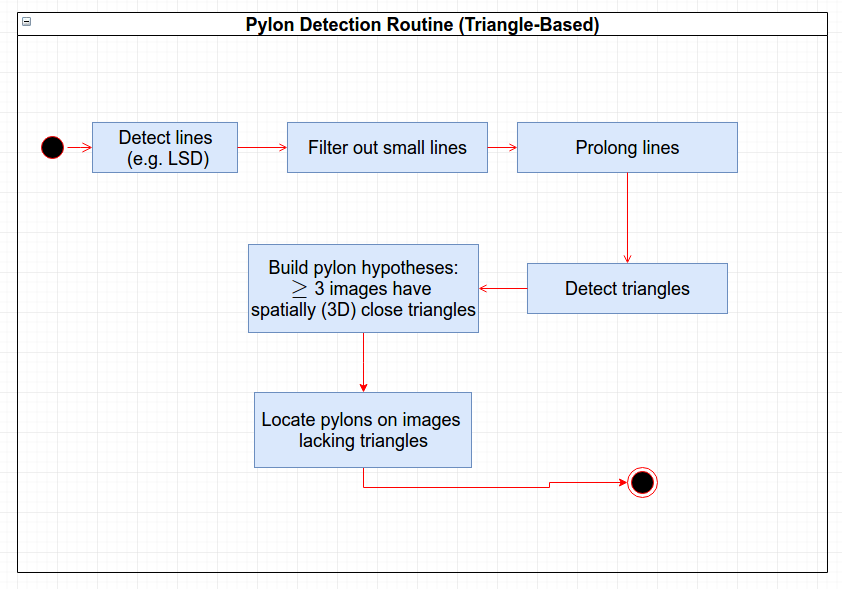 Pylon Detection Routine (Triangle-Based)
Detect lines
(e.g. LSD)
Filter out small lines
Prolong lines
Detect triangles
Build pylon hypotheses:
≥ 3 images have
spatially (3D) close triangles
Locate pylons on images
lacking triangles